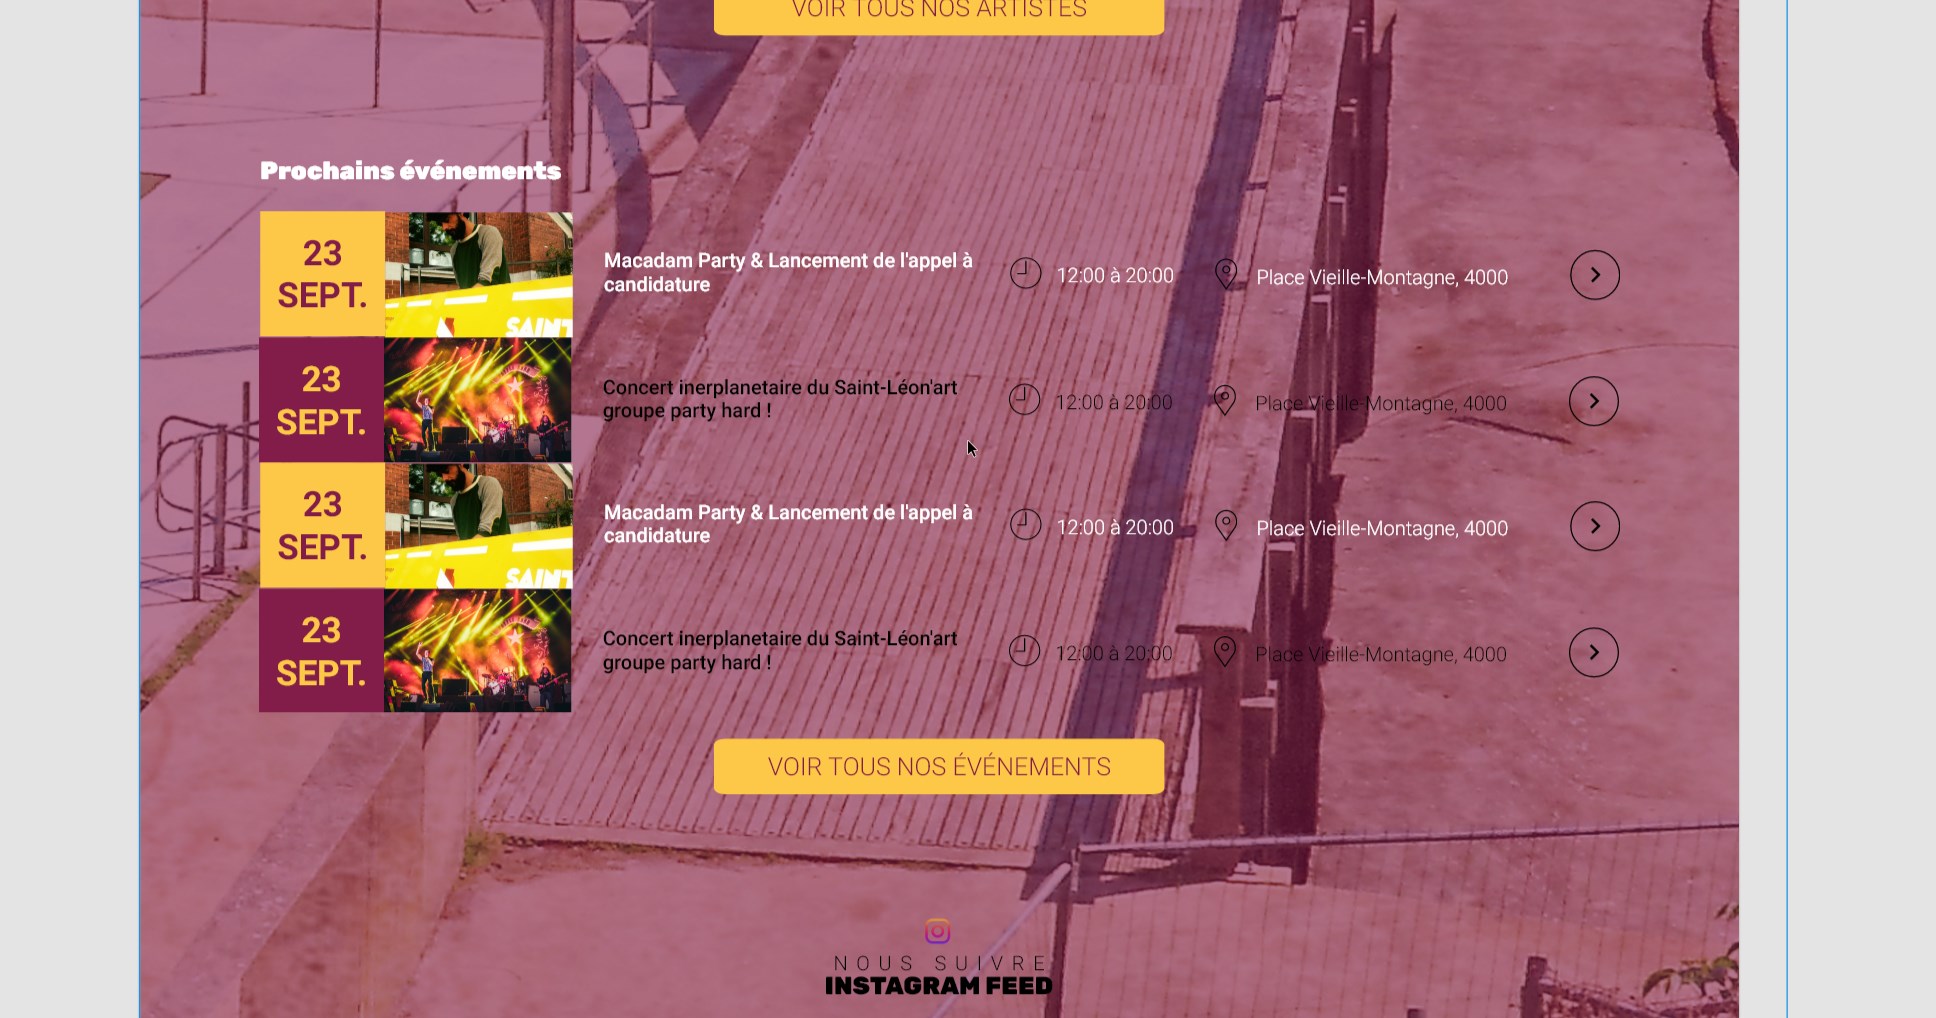 VOIR TOUS NOS ARTISTES
Prochains événements
23
SEPT.
SAINT
Macadam Party & Lancement de l'appel à
candidature
12:00 à 20:00
Place Vieille-Montagne, 4000
23
SEPT.
Concert inerplanetaire du Saint-Léon'art
groupe party hard !
12:00 à 20:00
Place Vieille-Montagne, 4000
23
SEPT.
SAINT
Macadam Party & Lancement de l'appel à
candidature
12:00 à 20:00
Place Vieille-Montagne, 4000
23
SEPT.
Concert inerplanetaire du Saint-Léon'art
groupe party hard !
12:00 à 20:00
Place Vieille-Montagne, 4000
VOIR TOUS NOS ÉVÉNEMENTS
NOUS SUIVRE
INSTAGRAM FEED